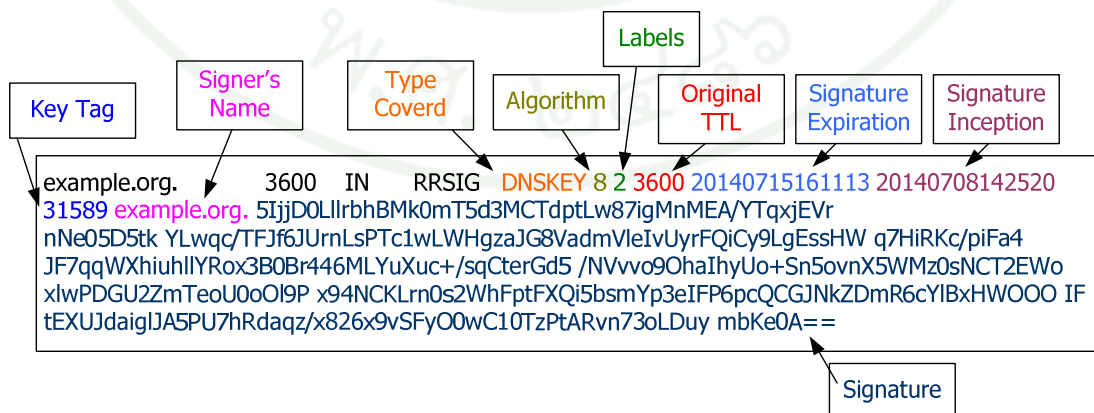 Labels
Signer's
Name
Type
Coverd
Key Tag
Algorithm
Original
TTL
Signature
Expiration
Signature
Inception
example.org. 3600 IN RRSIG DNSKEY 8 2 3600 20140715161113 20140708142520
31589 example.org. 5IjjD0LllrbhBMk0mT5d3MCTdptLw87igMnMEA/YTqxjEVr
nNe05D5tk YLwqc/TFJf6JUrnLsPTc1wLWHgzaJG8VadmVleIvUyrFQiCy9LgEssHW q7HiRKc/piFa4
JF7qqWXhiuhllYRox3B0Br446MLYuXuc+/sqCterGd5 /NVvvo9OhaIhyUo+Sn5ovnX5WMz0sNCT2EWo
xlwPDGU2ZmTeoU0oOl9P x94NCKLrn0s2WhFptFXQi5bsmYp3eIFP6pcQCGJNkZDmR6cYlBxHWOOO IF
tEXUJdaiglJA5PU7hRdaqz/x826x9vSFyO0wC10TzPtARvn73oLDuy mbKe0A==
Signature